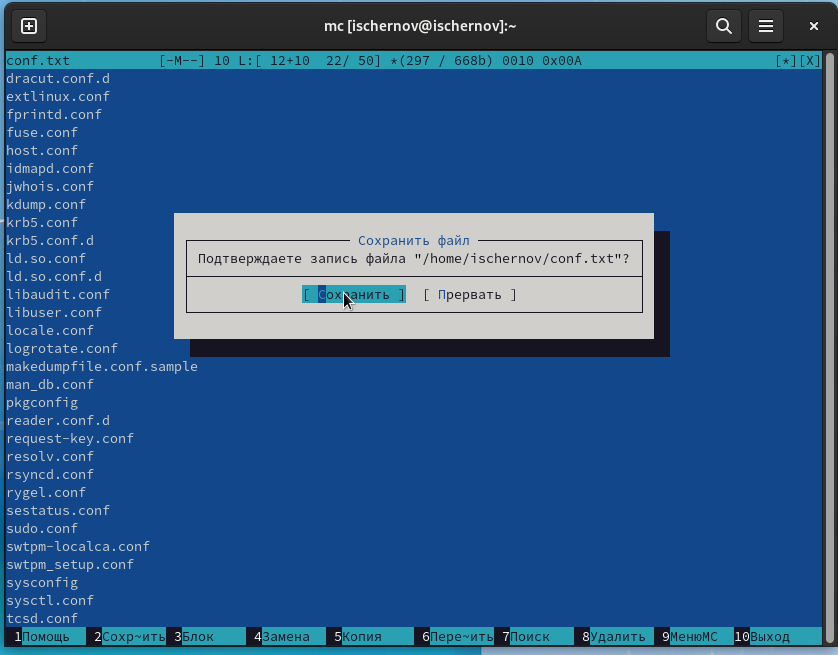 mc [ischernov@ischernov]:~
conf.txt [-M--] 10 L:[ 12+10 22/ 50] *(297 / 668b) 0010 0x00A [*][X]
dracut.conf.d
extlinux.conf
fprintd.conf
fuse.conf
host.conf
idmapd.conf
jwhois.conf
kdump.conf
krb5.conf
krb5.conf.d
ld.so.conf
ld.so.conf.d
libaudit.conf
libuser.conf
locale.conf
logrotate.conf
makedumpfile.conf.sample
man_db.conf
pkgconfig
reader.conf.d
request-key.conf
resolv.conf
rsyncd.conf
rygel.conf
sestatus.conf
sudo.conf
swtpm-localca.conf
swtpm_setup.conf
sysconfig
sysctl.conf
tcsd.conf
Сохранить файл
Подтверждаете запись файла "/home/ischernov/conf.txt"?
[ Сохранить ] [ Прервать ]
1Помощь 2Сохр~ить 3Блок 4Замена 5Копия 6Пере~ить 7Поиск 8Удалить 9МенюМС 10Выход